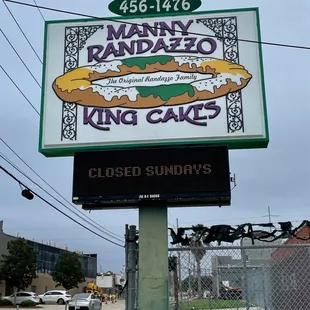 456-1476
MANNY
RANDAZZO
The Original Randazzo Family
KING CAKES
CLOSED SUNDAYS